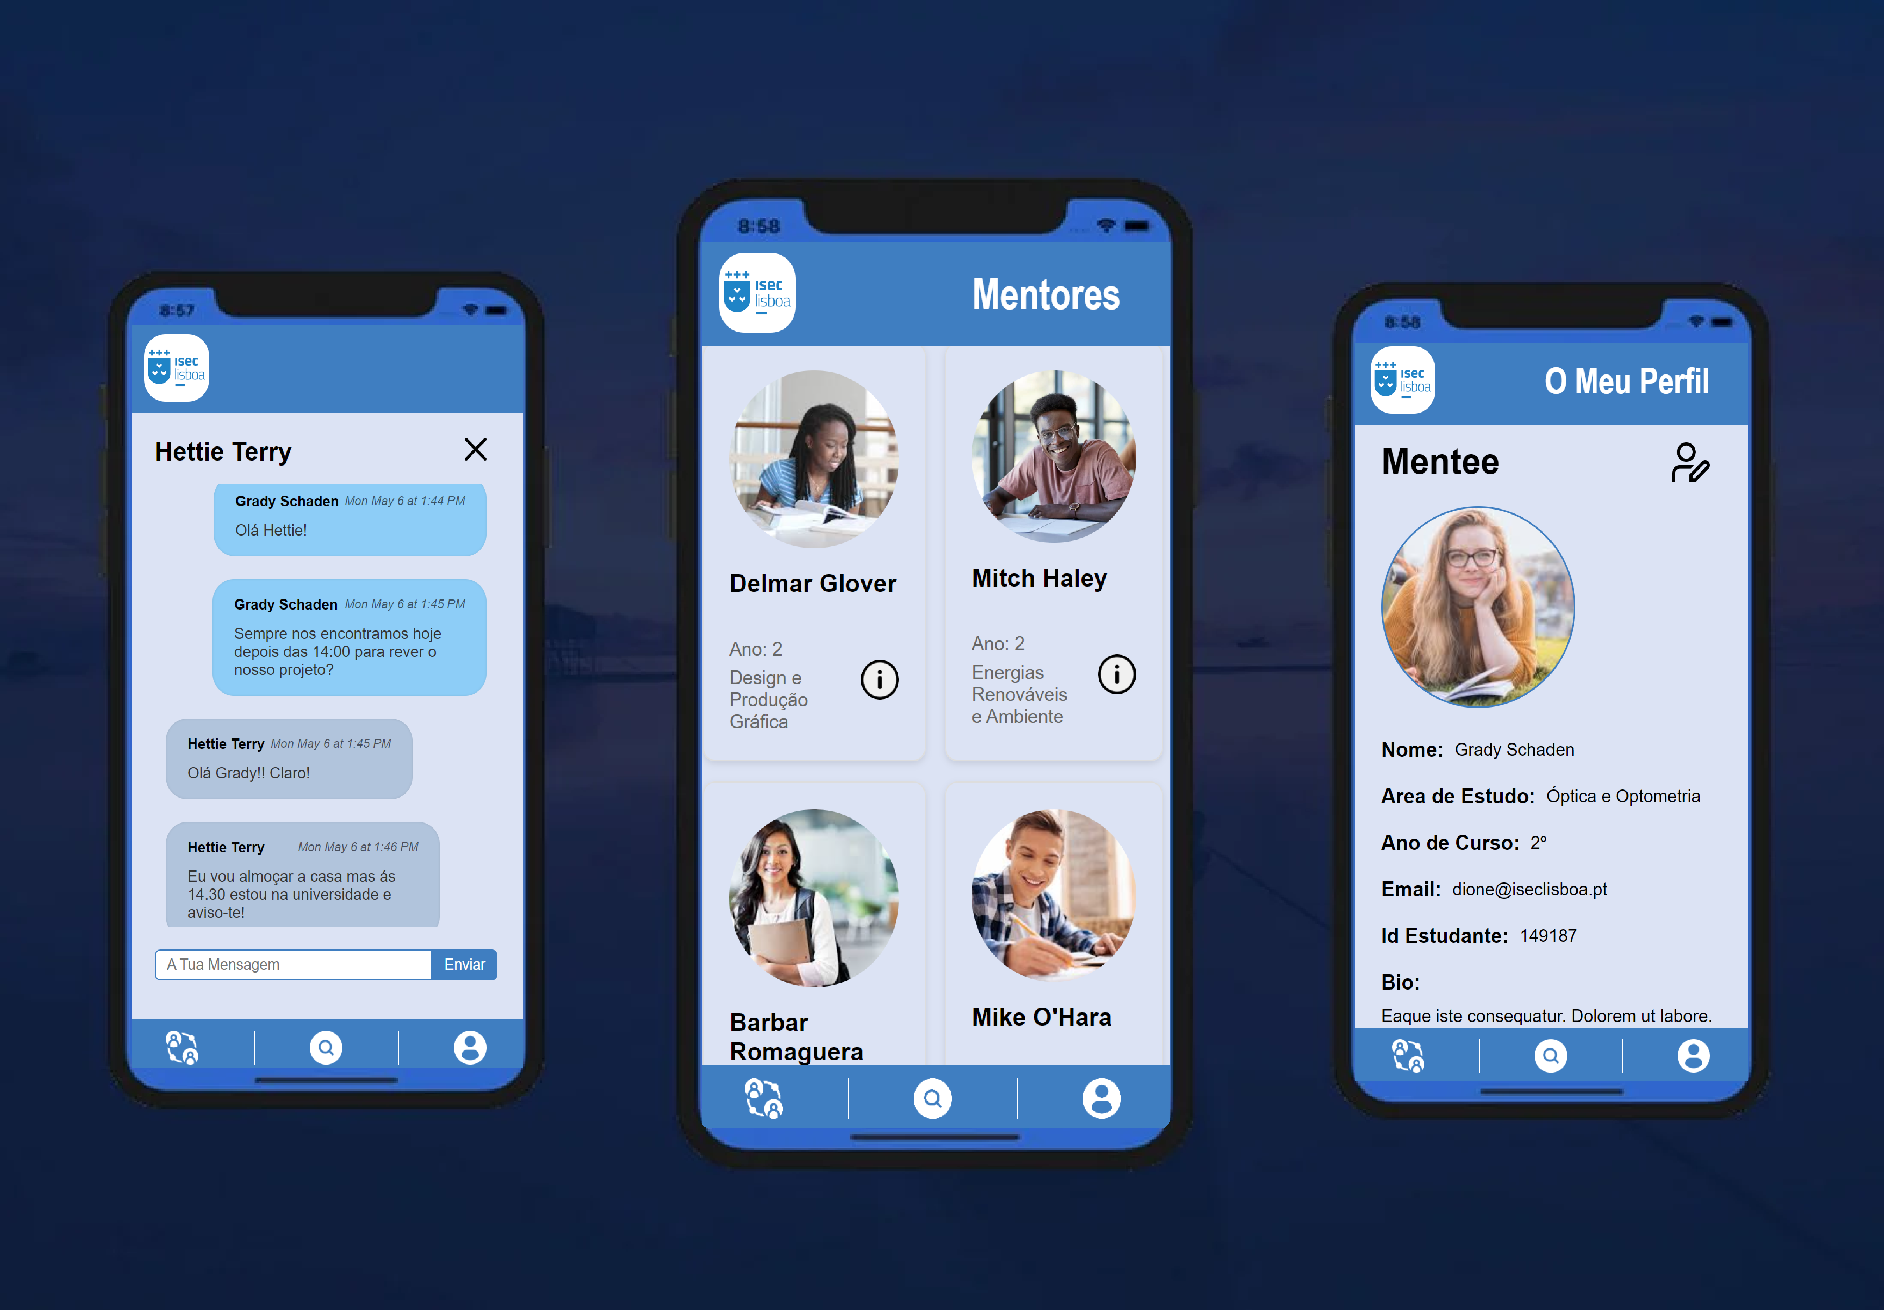 8:57
isec
lisboa
Hettie Terry
Grady Schaden Mon May 6 at 1:44 PM
Olá Hettie!
Grady Schaden Mon May 6 at 1:45 PM
Sempre nos encontramos hoje
depois das 14:00 para rever o
nosso projeto?
Hettie Terry Mon May 6 at 1:45 PM
Olá Grady!! Claro!
Hettie Terry Mon May 6 at 1:46 PM
Eu vou almoçar a casa mas ás
14.30 estou na universidade e
aviso-te!
A Tua Mensagem
Enviar
8:58
isec
lisboa
Mentores
Delmar Glover
Ano: 2
Design e
Produção
Gráfica
Mitch Haley
Ano: 2
Energias
Renováveis
e Ambiente
Barbar
Romaguera
Mike O'Hara
8:58
isec
lisboa
O Meu Perfil
Mentee
Nome: Grady Schaden
Area de Estudo: Óptica e Optometria
Ano de Curso: 2º
Email: dione@iseclisboa.pt
Id Estudante: 149187
Bio:
Eaque iste consequatur. Dolorem ut labore.